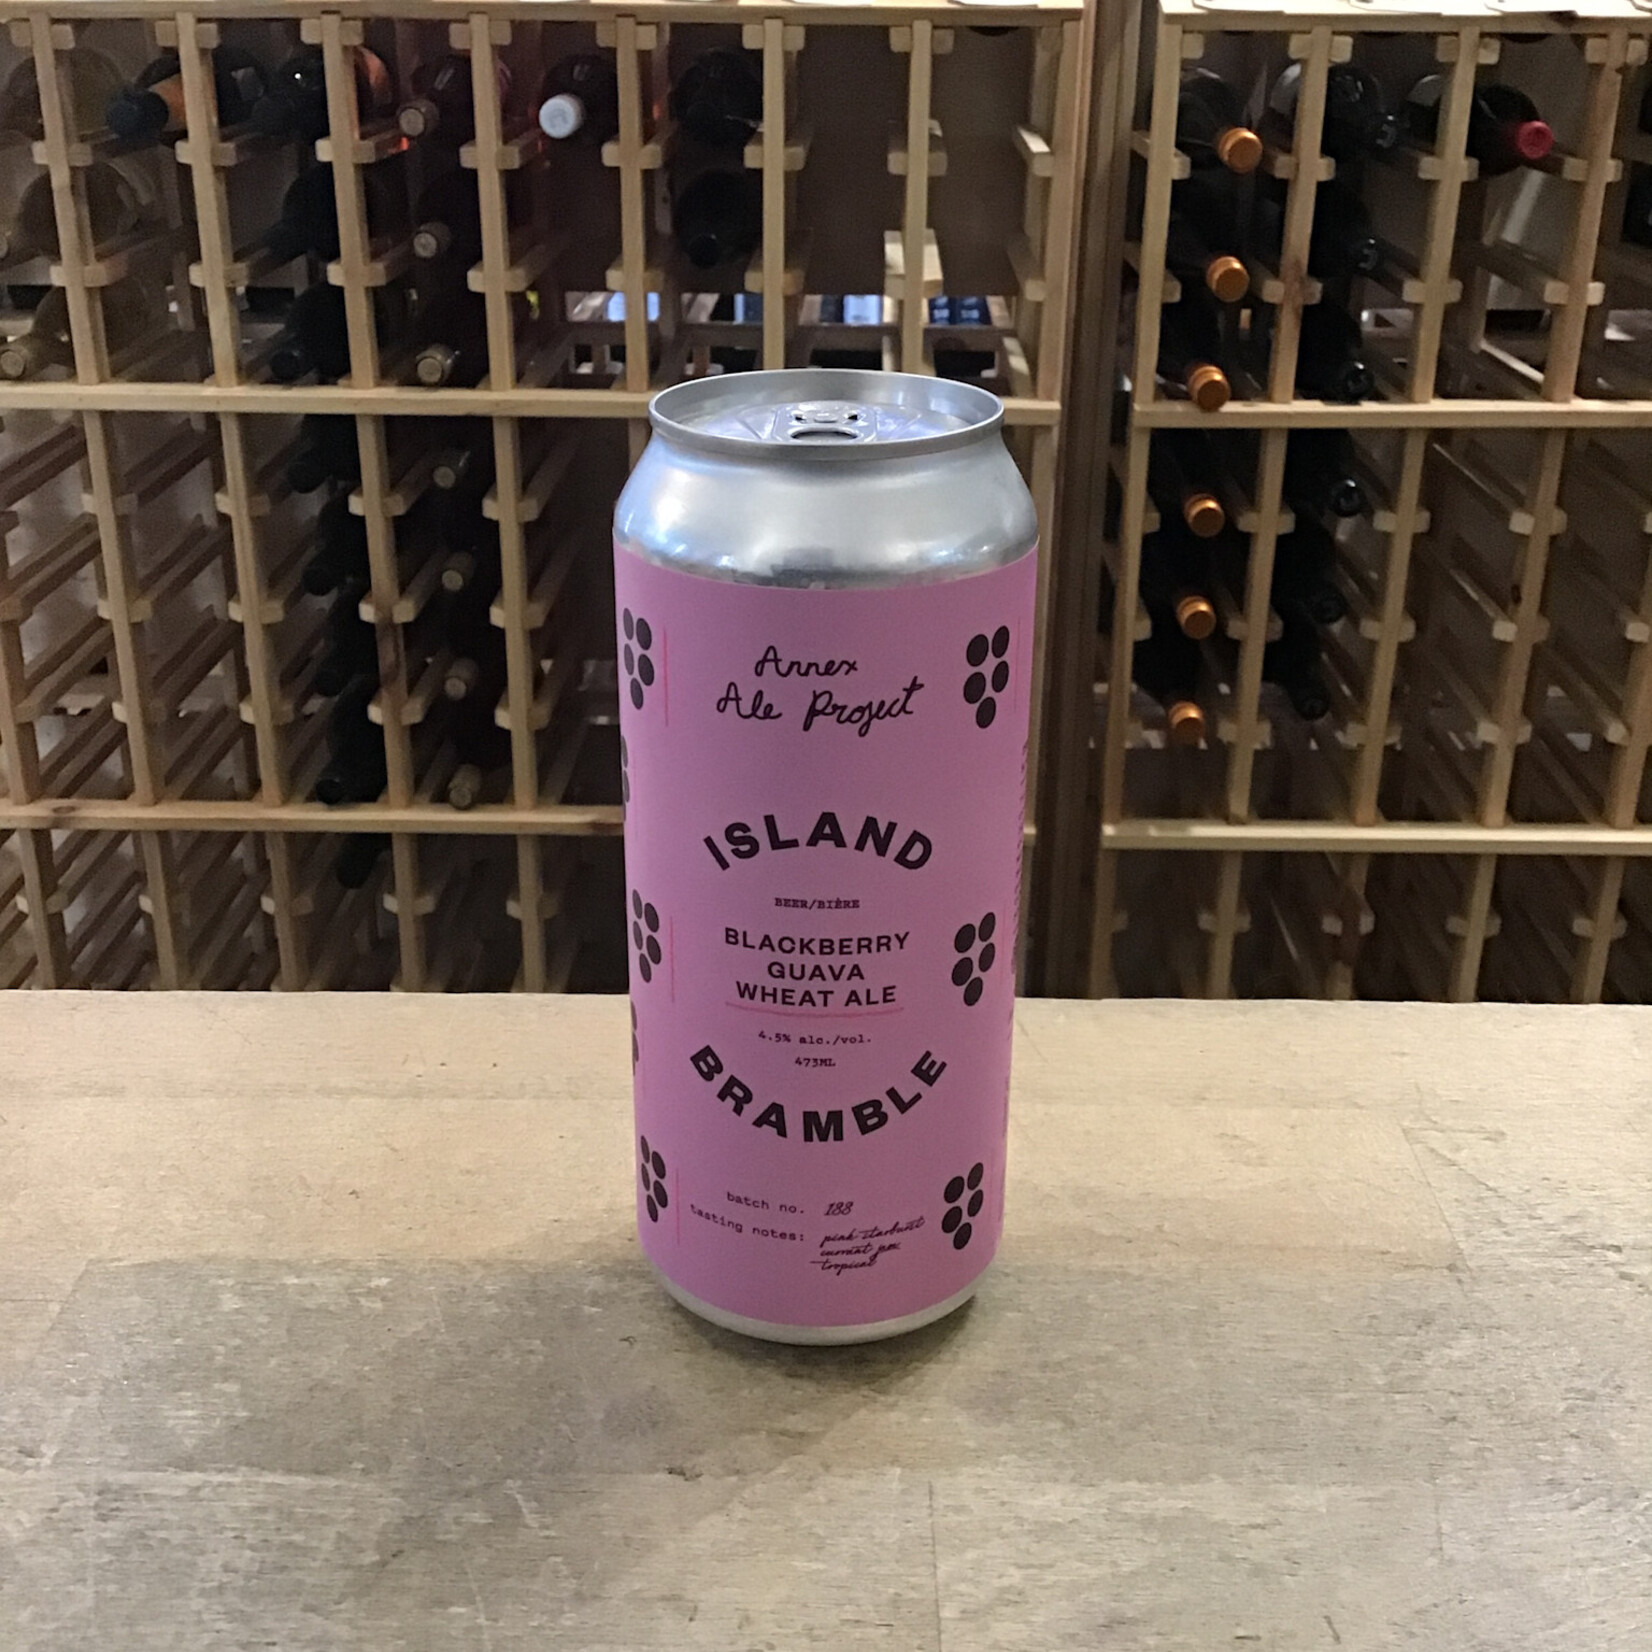 Annex
Ale Project
ISLAND
BEER/BIÈRE
BLACKBERRY
GUAVA
WHEAT ALE
4.5% alc./vol.
473ML
BRAMBLE
batch no. 188
tasting notes: pink starburst
currant jam
tropical